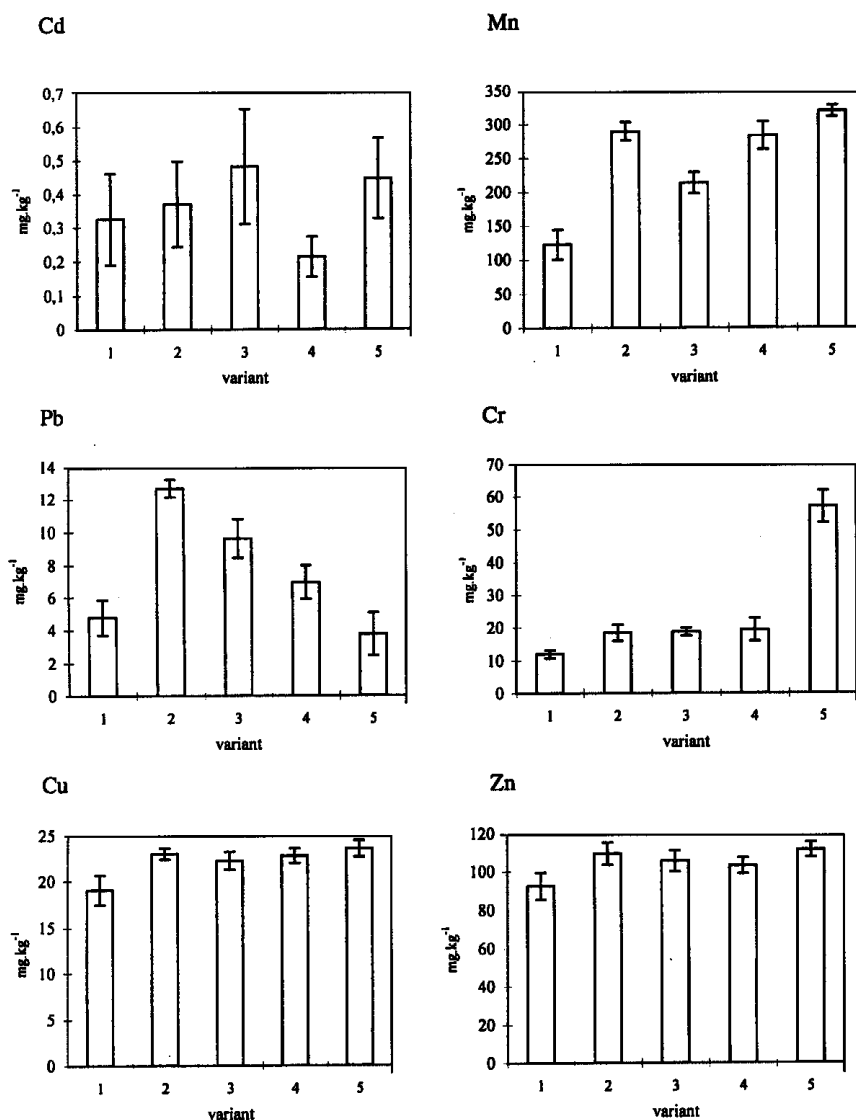 Cd
0,7
0,6
0,5
0,4
0,3
0,2
0,1
0
mg.kg⁻¹
1 2 3 4 5
variant
Mn
350
300
250
200
150
100
50
0
mg.kg⁻¹
1 2 3 4 5
variant
Pb
14
12
10
8
6
4
2
0
mg.kg⁻¹
1 2 3 4 5
variant
Cr
70
60
50
40
30
20
10
0
mg.kg⁻¹
1 2 3 4 5
variant
Cu
25
20
15
10
5
0
mg.kg⁻¹
1 2 3 4 5
variant
Zn
120
100
80
60
40
20
0
mg.kg⁻¹
1 2 3 4 5
variant